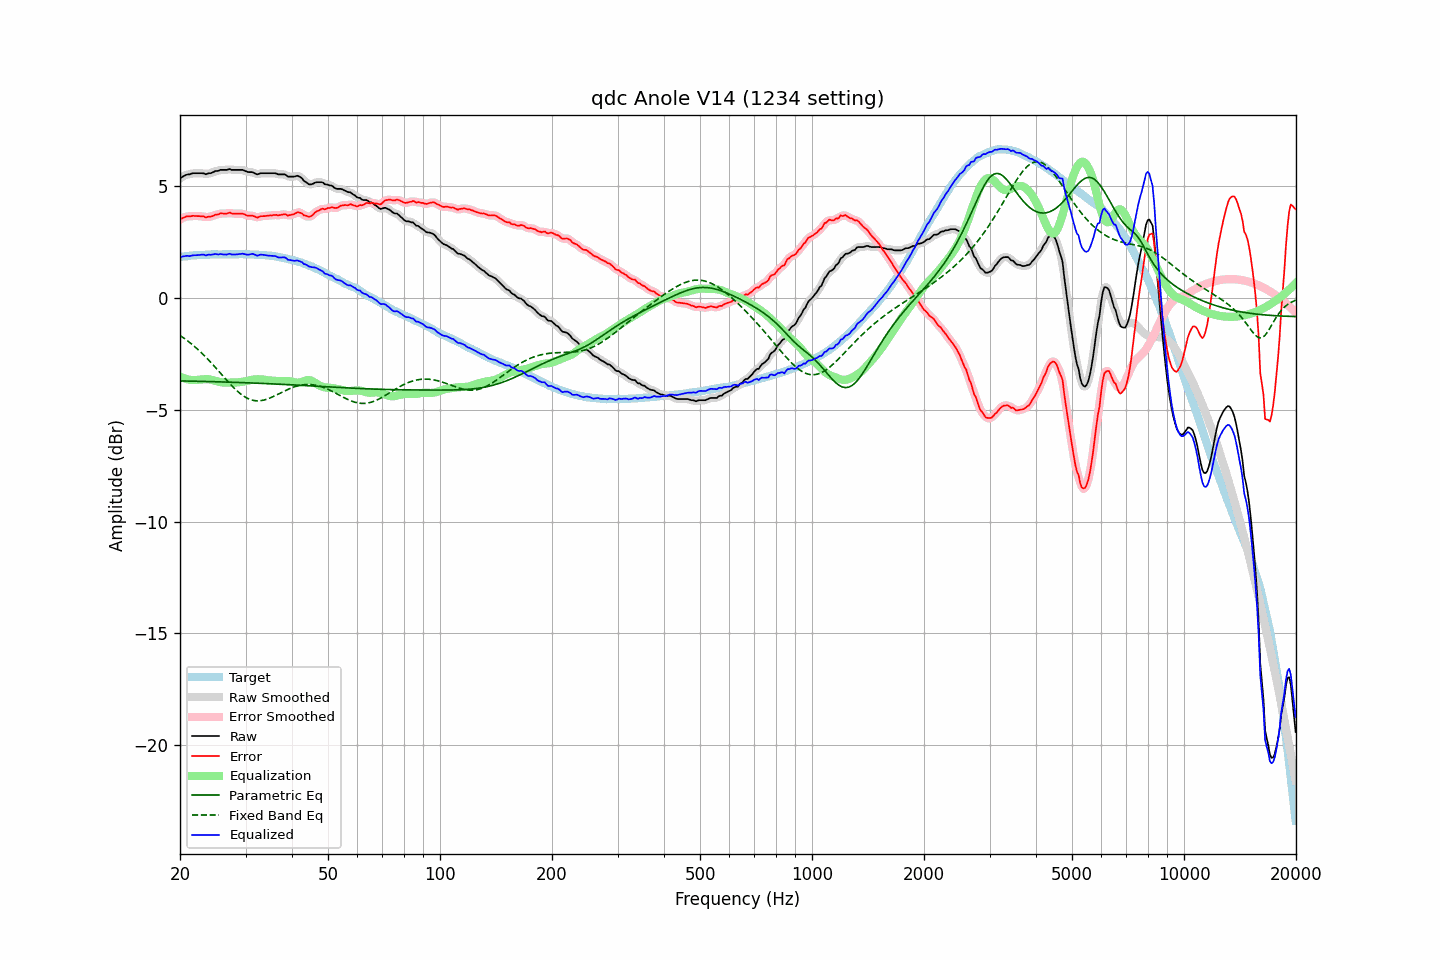 qdc Anole V14 (1234 setting)
Amplitude (dBr)
5
0
−5
−10
−15
−20
Target
Raw Smoothed
Error Smoothed
Raw
Error
Equalization
Parametric Eq
Fixed Band Eq
Equalized
20 50 100 200 500 1000 2000 5000 10000 20000
Frequency (Hz)